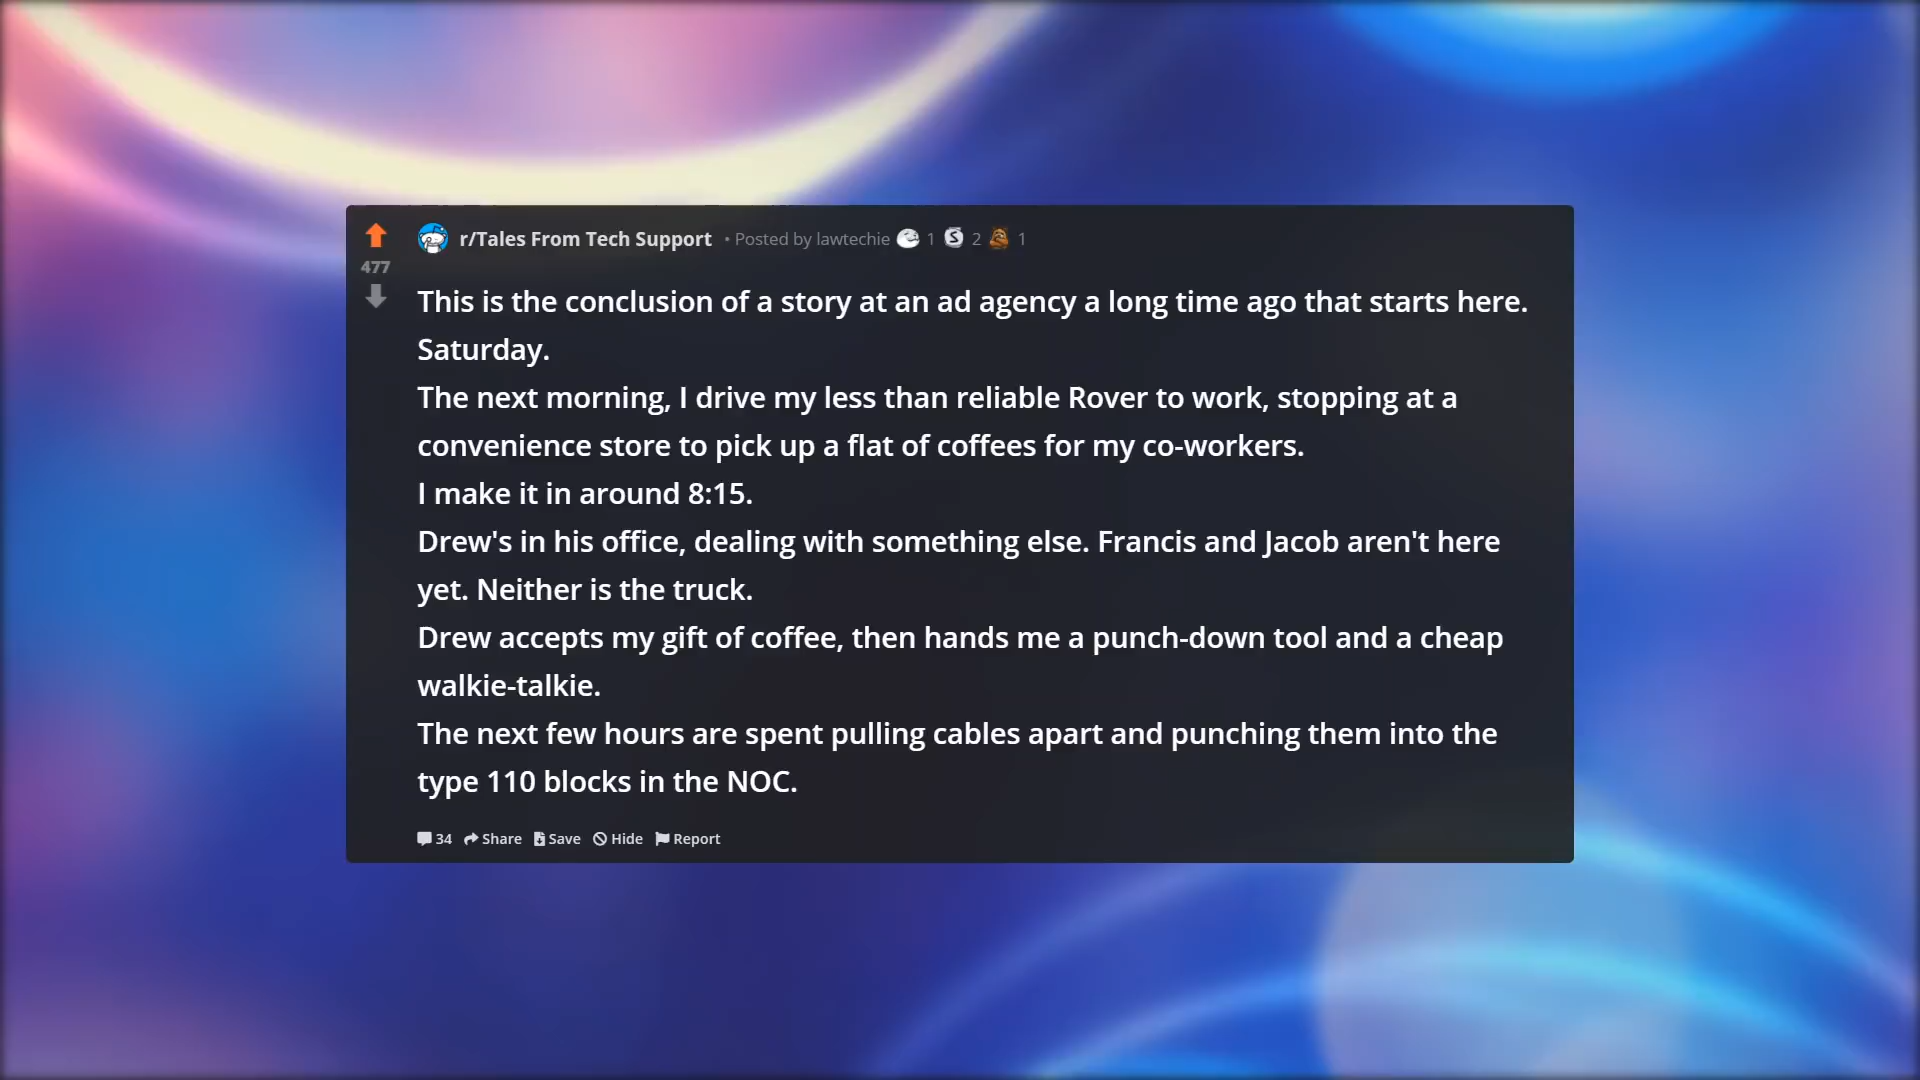 r/Tales From Tech Support • Posted by lawtechie 1 2 1
477
This is the conclusion of a story at an ad agency a long time ago that starts here.
Saturday.
The next morning, I drive my less than reliable Rover to work, stopping at a
convenience store to pick up a flat of coffees for my co-workers.
I make it in around 8:15.
Drew's in his office, dealing with something else. Francis and Jacob aren't here
yet. Neither is the truck.
Drew accepts my gift of coffee, then hands me a punch-down tool and a cheap
walkie-talkie.
The next few hours are spent pulling cables apart and punching them into the
type 110 blocks in the NOC.
34 Share Save Hide Report